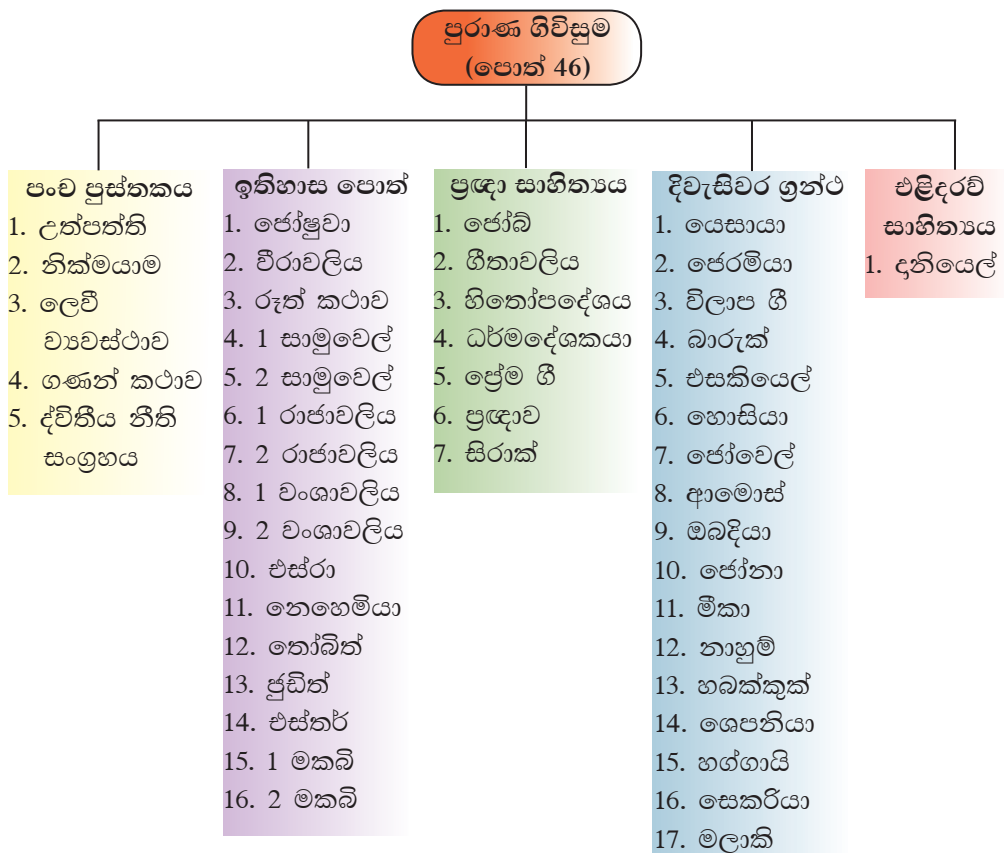 පුරාණ ගිවිසුම
(පොත් 46)
පංච පුස්තකය
1. උත්පත්ති
2. නික්මයාම
3. ලෙවී
ව්‍යවස්ථාව
4. ගණන් කථාව
5. ද්විතීය නීති
සංග්‍රහය
ඉතිහාස පොත්
1. ජෝෂුවා
2. වීරාවලිය
3. රූත් කථාව
4. 1 සාමුවෙල්
5. 2 සාමුවෙල්
6. 1 රාජාවලිය
7. 2 රාජාවලිය
8. 1 වංශාවලිය
9. 2 වංශාවලිය
10. එස්රා
11. නෙහෙමියා
12. තෝබිත්
13. ජුඩිත්
14. එස්තර්
15. 1 මකබි
16. 2 මකබි
ප්‍රඥා සාහිත්‍යය
1. ජෝබ්
2. ගීතාවලිය
3. හිතෝපදේශය
4. ධර්මදේශකයා
5. ප්‍රේම ගී
6. ප්‍රඥාව
7. සිරාක්
දිවැසිවර ග්‍රන්ථ
1. යෙසායා
2. ජෙරමියා
3. විලාප ගී
4. බාරුක්
5. එසකියෙල්
6. හොසියා
7. ජෝවෙල්
8. ආමොස්
9. ඔබදියා
10. ජෝනා
11. මීකා
12. නාහුම්
13. හබක්කුක්
14. ශෙපනියා
15. හග්ගායි
16. සෙකරියා
17. මලාකි
එළිදරව්
සාහිත්‍යය
1. දානියෙල්